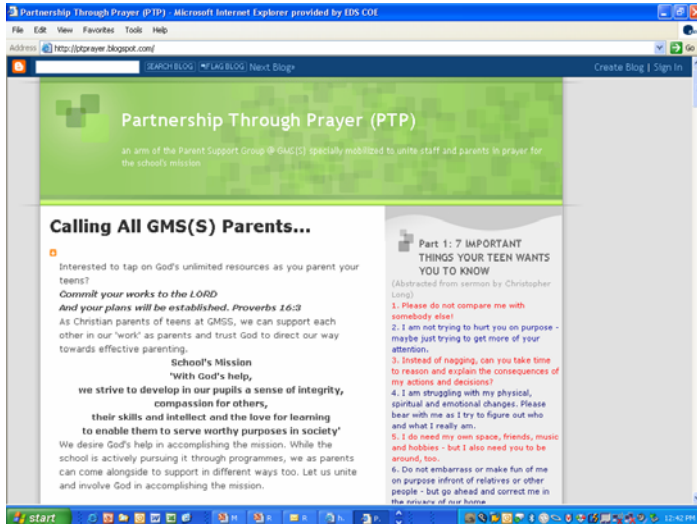 Partnership Through Prayer (PTP) - Microsoft Internet Explorer provided by EDS COE
File Edit View Favorites Tools Help
Address http://ptprayer.blogspot.com/ Go
SEARCH BLOG FLAG BLOG Next Blog» Create Blog | Sign In
Partnership Through Prayer (PTP)
an arm of the Parent Support Group @ GMS(S) specially mobilized to unite staff and parents in prayer for
the school's mission
Calling All GMS(S) Parents...
Interested to tap on God's unlimited resources as you parent your
teens?
Commit your works to the LORD
And your plans will be established. Proverbs 16:3
As Christian parents of teens at GMSS, we can support each
other in our 'work' as parents and trust God to direct our way
towards effective parenting.
School's Mission
'With God's help,
we strive to develop in our pupils a sense of integrity,
compassion for others,
their skills and intellect and the love for learning
to enable them to serve worthy purposes in society'
We desire God's help in accomplishing the mission. While the
school is actively pursuing it through programmes, we as parents
can come alongside to support in different ways too. Let us unite
and involve God in accomplishing the mission.
Part 1: 7 IMPORTANT
THINGS YOUR TEEN WANTS
YOU TO KNOW
(Abstracted from sermon by Christopher
Long)
1. Please do not compare me with
somebody else!
2. I am not trying to hurt you on purpose -
maybe just trying to get more of your
attention.
3. Instead of nagging, can you take time
to reason and explain the consequences of
my actions and decisions?
4. I am struggling with my physical,
spiritual and emotional changes. Please
bear with me as I try to figure out who
and what I really am.
5. I do need my own space, friends, music
and hobbies - but I also need you to be
around, too.
6. Do not embarrass or make fun of me
on purpose infront of relatives or other
people - but go ahead and correct me in
the privacy of our home.
start M R R h. P. 12:42 PM